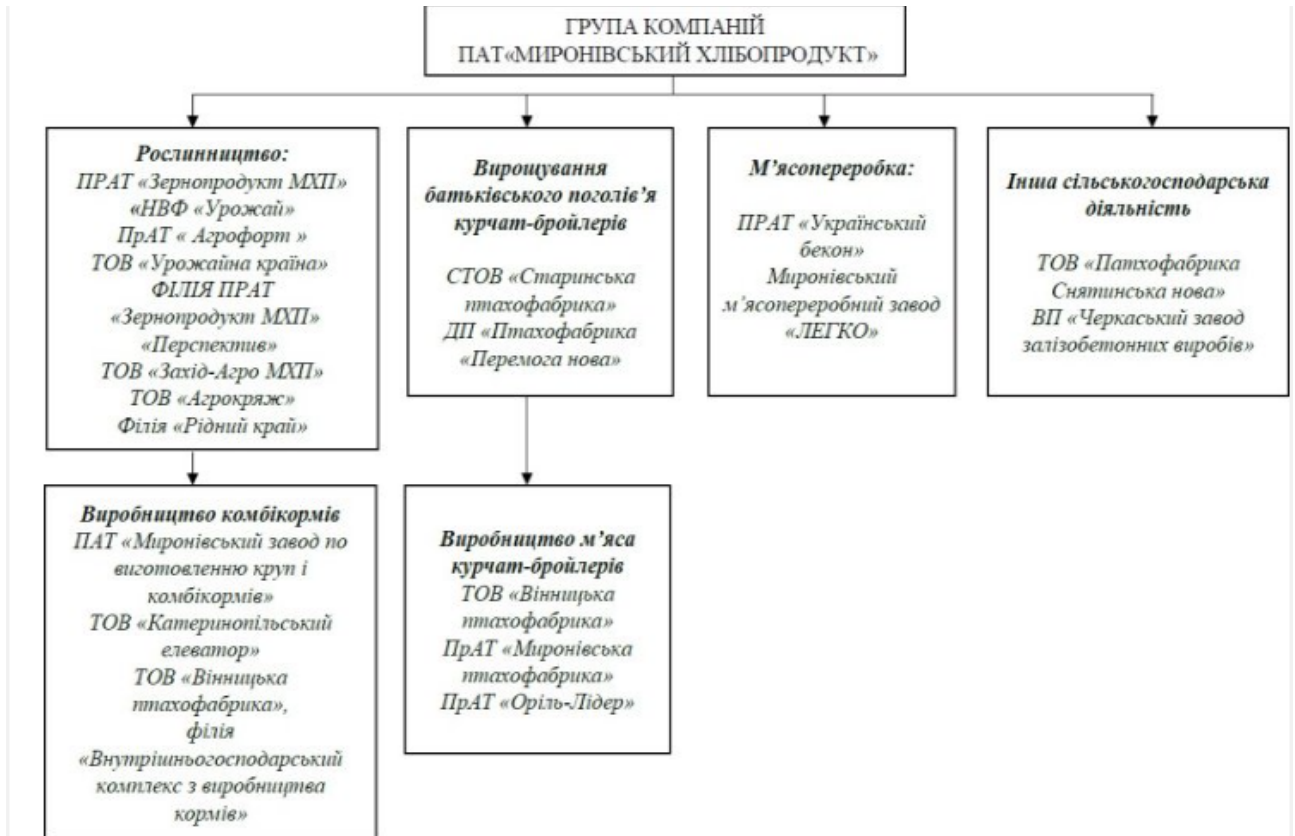 ГРУПА КОМПАНІЙ
ПАТ«МИРОНІВСЬКИЙ ХЛІБОПРОДУКТ»
Рослинництво:
ПРАТ «Зернопродукт МХП»
«НВФ «Урожай»
ПрАТ « Агрофорт »
ТОВ «Урожайна країна»
ФІЛІЯ ПРАТ
«Зернопродукт МХП»
«Перспектив»
ТОВ «Захід-Агро МХП»
ТОВ «Агрокряж»
Філія «Рідний край»
Вирощування
батьківського поголів’я
курчат-бройлерів
СТОВ «Старинська
птахофабрика»
ДП «Птахофабрика
«Перемога нова»
М’ясопереробка:
ПРАТ «Український
бекон»
Миронівський
м’ясопереробний завод
«ЛЕГКО»
Інша сільськогосподарська
діяльність
ТОВ «Патхофабрика
Снятинська нова»
ВП «Черкаський завод
залізобетонних виробів»
Виробництво комбікормів
ПАТ «Миронівський завод по
виготовленню круп і
комбікормів»
ТОВ «Катеринопільський
елеватор»
ТОВ «Вінницька
птахофабрика»,
філія
«Внутрішньогосподарський
комплекс з виробництва
кормів»
Виробництво м’яса
курчат-бройлерів
ТОВ «Вінницька
птахофабрика»
ПрАТ «Миронівська
птахофабрика»
ПрАТ «Оріль-Лідер»